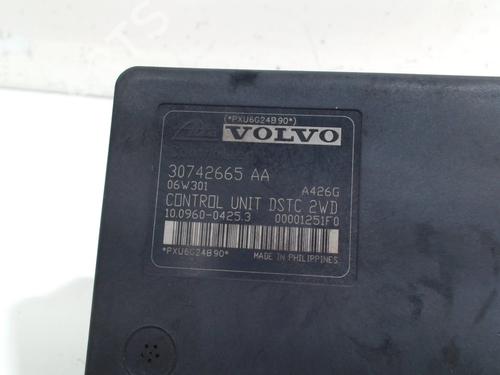 (*PXU6G24B90*)
Ate VOLVO
30742665 AA
06W301 A426G
CONTROL UNIT DSTC 2WD
10.0960-0425.3 00001251F0
*PXU6G24B90* MADE IN PHILIPPINES